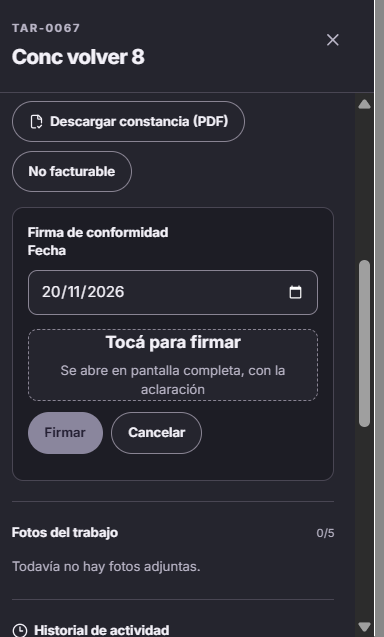 TAR-0067
Conc volver 8
Descargar constancia (PDF)
No facturable
Firma de conformidad
Fecha
20/11/2026
Tocá para firmar
Se abre en pantalla completa, con la
aclaración
Firmar
Cancelar
Fotos del trabajo
0/5
Todavía no hay fotos adjuntas.
Historial de actividad